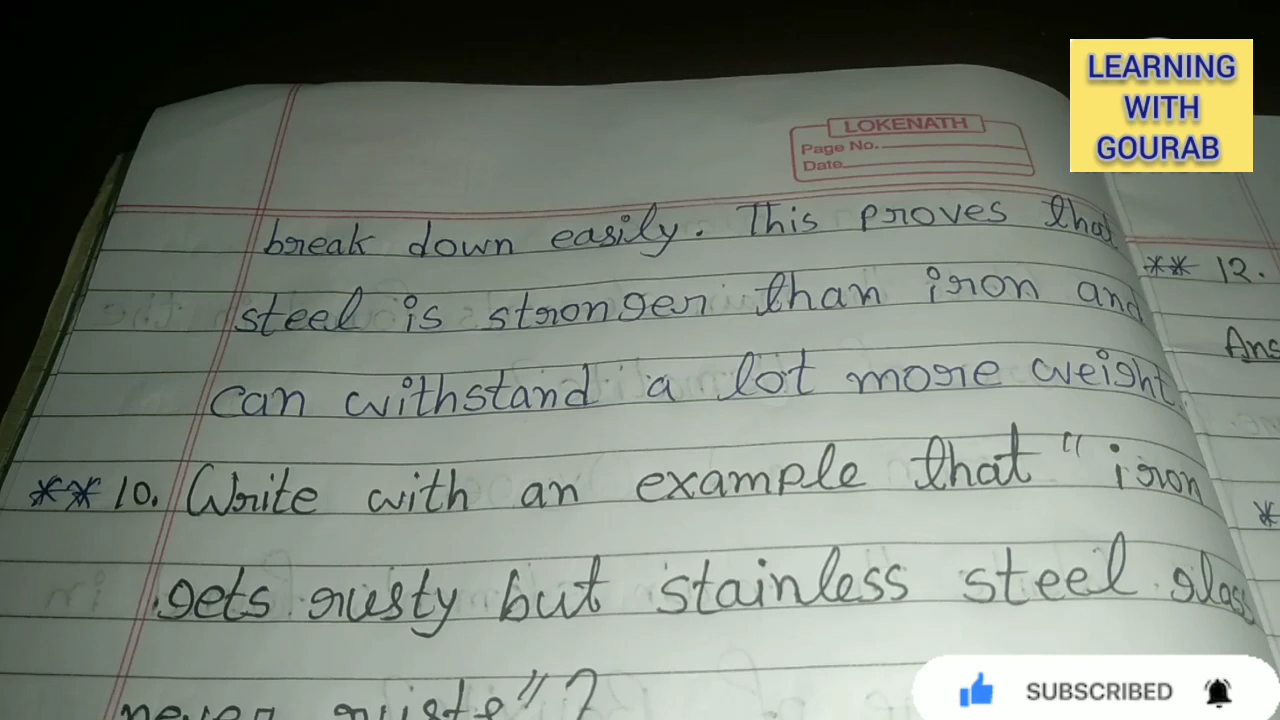 LEARNING
WITH
GOURAB
LOKENATH
Page No.
Date
break down easily. This proves that
steel is stronger than iron and
can withstand a lot more weight.
** 10. Write with an example that "iron
gets rusty but stainless steel glass
never rusts"?
** 12.
Ans
*
SUBSCRIBED